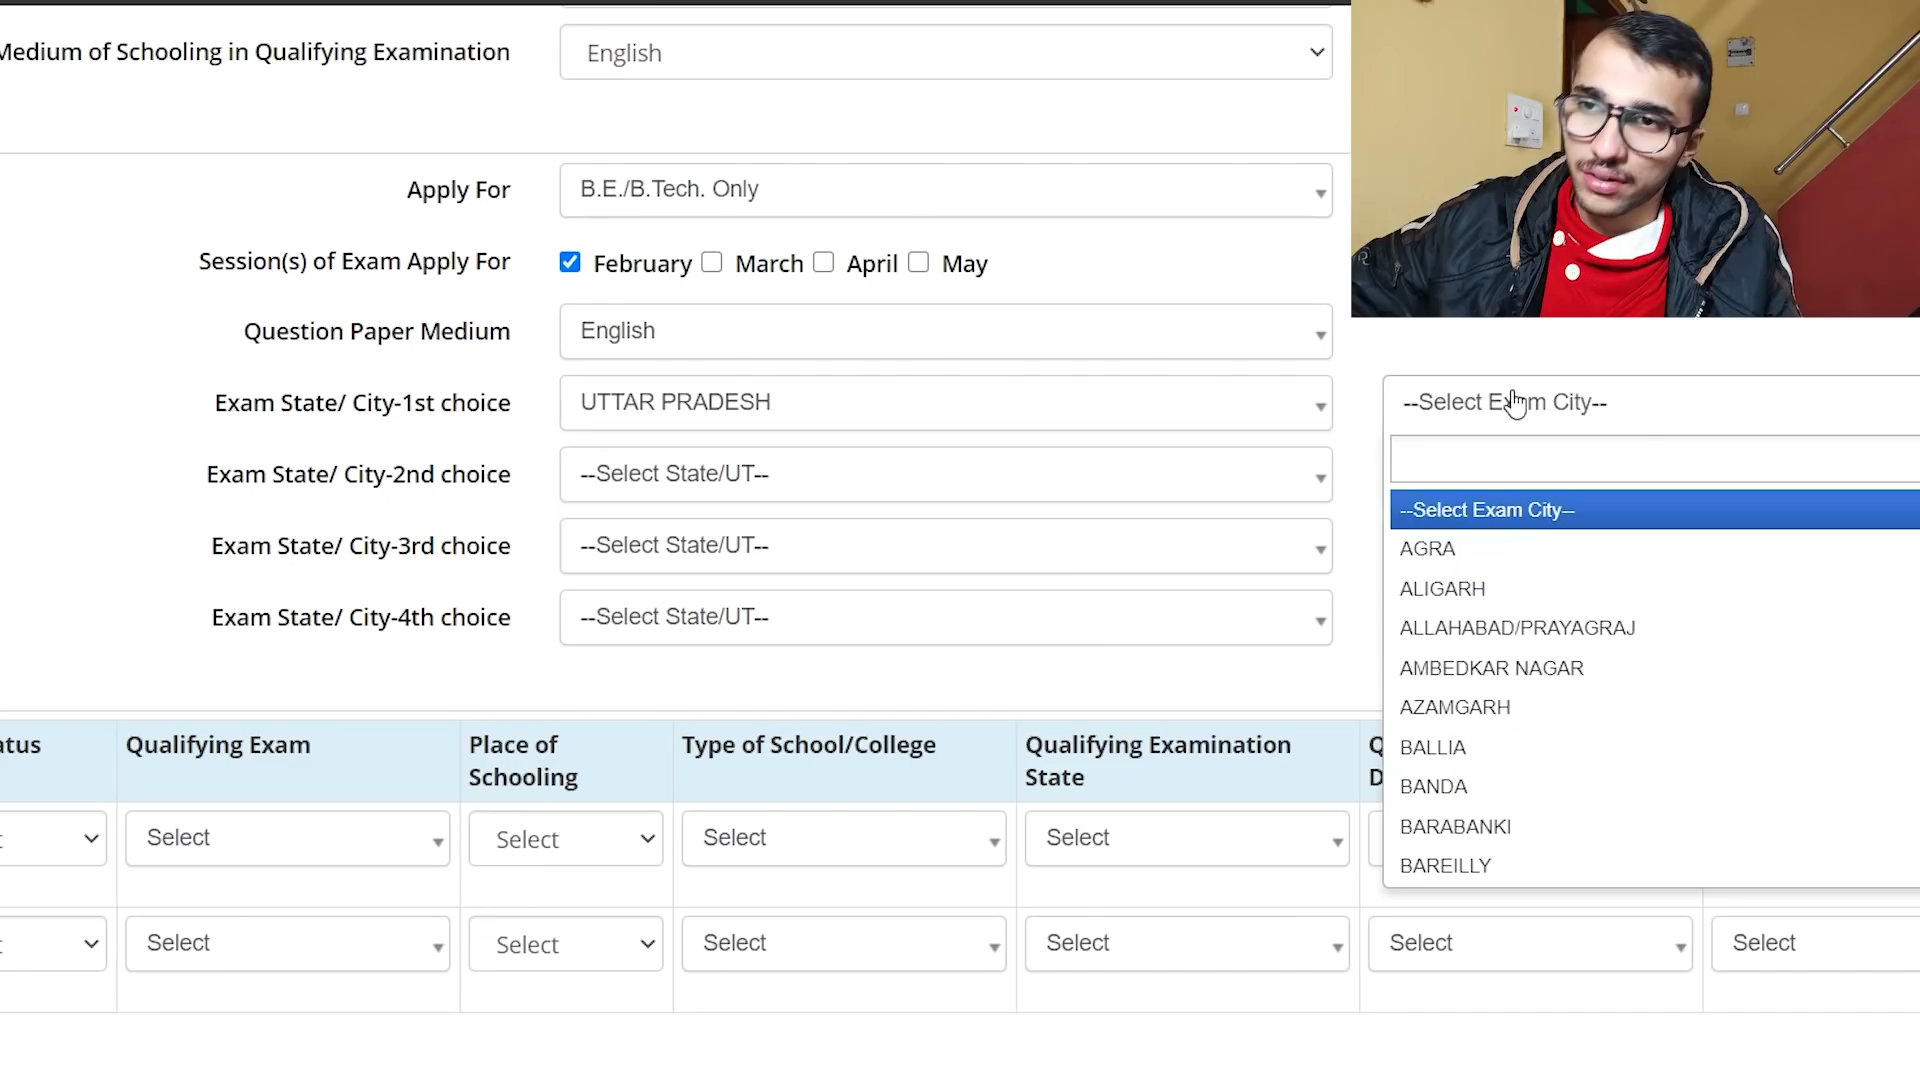 Medium of Schooling in Qualifying Examination English
Apply For B.E./B.Tech. Only
Session(s) of Exam Apply For February March April May
Question Paper Medium English
Exam State/ City-1st choice UTTAR PRADESH --Select Exam City--
Exam State/ City-2nd choice --Select State/UT--
--Select Exam City--
Exam State/ City-3rd choice --Select State/UT--
AGRA
ALIGARH
Exam State/ City-4th choice --Select State/UT--
ALLAHABAD/PRAYAGRAJ
AMBEDKAR NAGAR
AZAMGARH
BALLIA
BANDA
BARABANKI
BAREILLY
atus Qualifying Exam Place of Schooling Type of School/College Qualifying Examination State
Select Select Select Select
Select Select Select Select Select Select